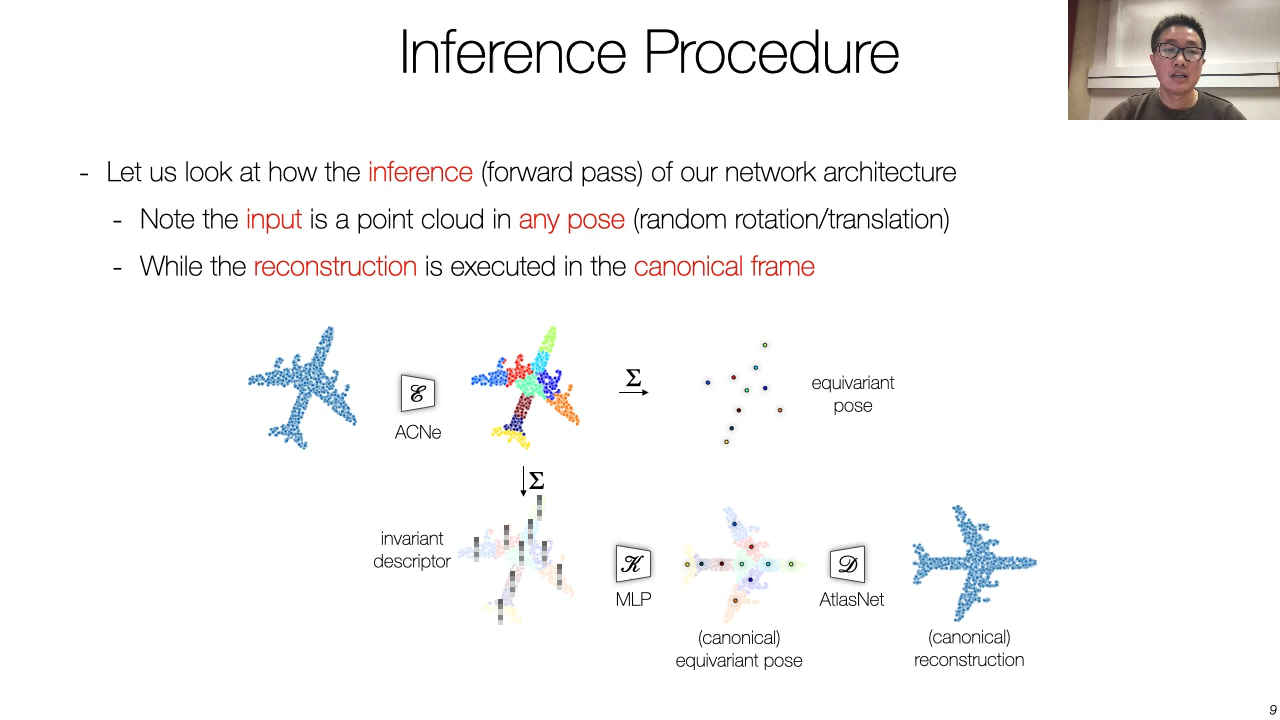 Inference Procedure
- Let us look at how the inference (forward pass) of our network architecture
- Note the input is a point cloud in any pose (random rotation/translation)
- While the reconstruction is executed in the canonical frame
ℰ
ACNe
Σ
equivariant
pose
Σ
invariant
descriptor
𝒦
MLP
(canonical)
equivariant pose
𝒟
AtlasNet
(canonical)
reconstruction
9